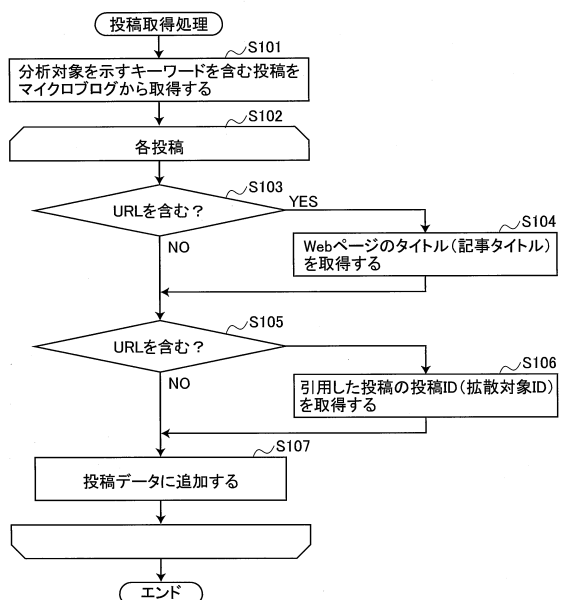 投稿取得処理
S101
分析対象を示すキーワードを含む投稿を
マイクロブログから取得する
S102
各投稿
S103
URLを含む？
YES
NO
S104
Webページのタイトル（記事タイトル）
を取得する
S105
URLを含む？
NO
S106
引用した投稿の投稿ID（拡散対象ID）
を取得する
S107
投稿データに追加する
エンド